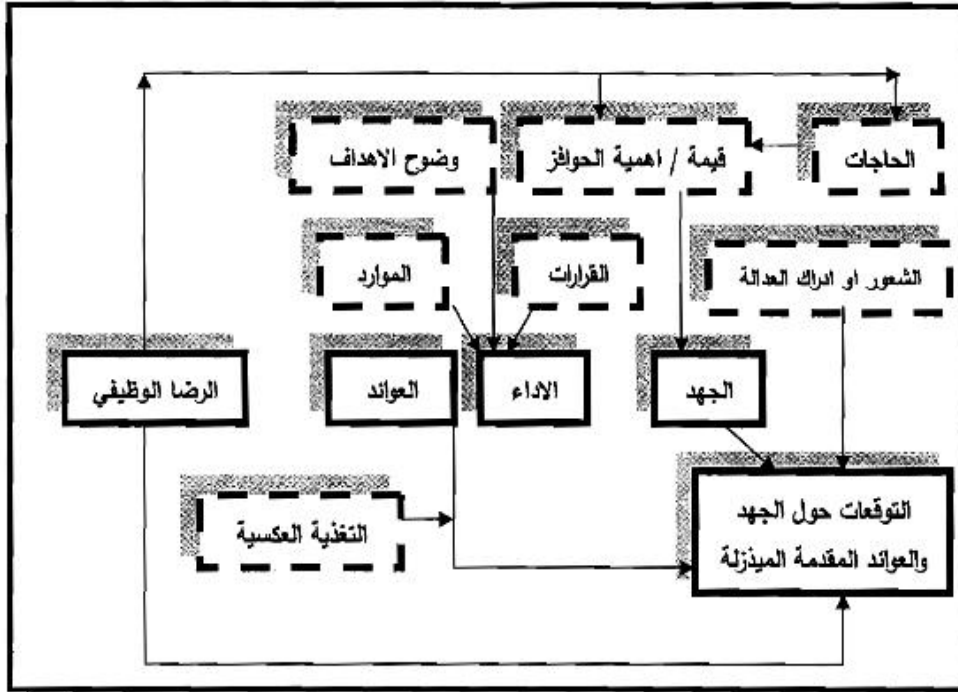 الحاجات
قيمة / اهمية الحوافز
وضوح الاهداف
الشعور او ادراك العدالة
القرارات
الموارد
الجهد
الاداء
العوائد
الرضا الوظيفي
التوقعات حول الجهد
والعوائد المقدمة الميذزلة
التغذية العكسية